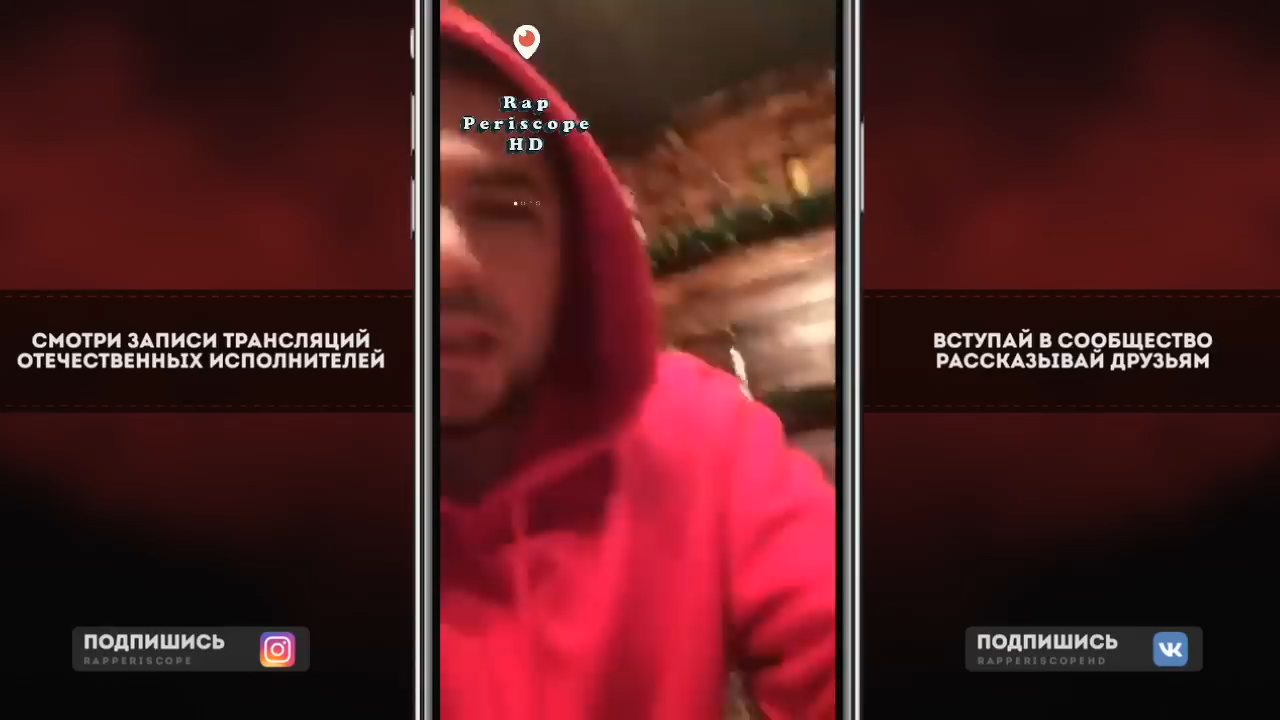 Rap
Periscope
HD
СМОТРИ ЗАПИСИ ТРАНСЛЯЦИЙ
ОТЕЧЕСТВЕННЫХ ИСПОЛНИТЕЛЕЙ
ВСТУПАЙ В СООБЩЕСТВО
РАССКАЗЫВАЙ ДРУЗЬЯМ
ПОДПИШИСЬ
RAPPERISCOPE
ПОДПИШИСЬ
RAPPERISCOPEHD